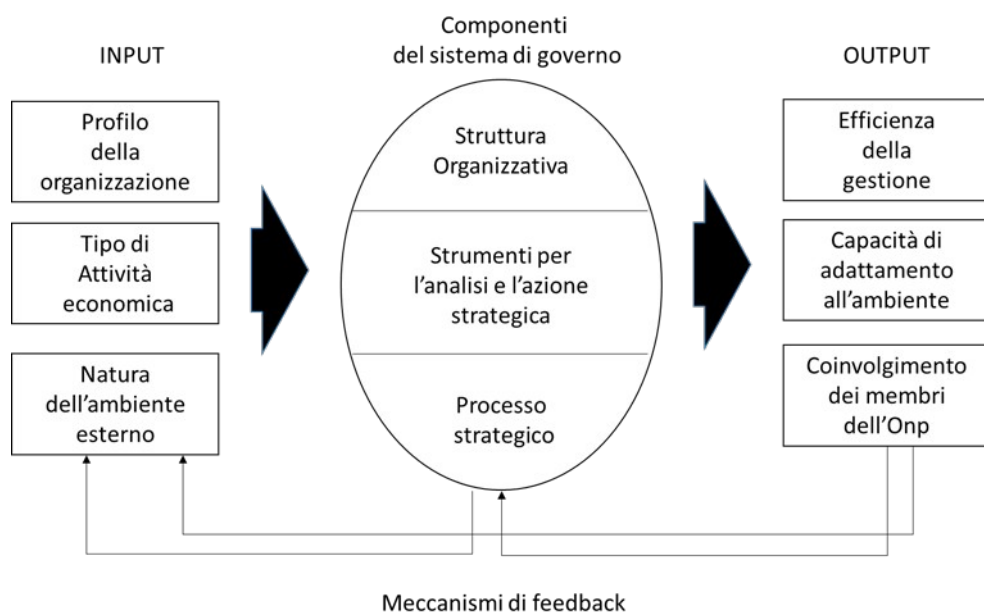 INPUT
Profilo
della
organizzazione
Tipo di
Attività
economica
Natura
dell'ambiente
esterno
Componenti
del sistema di governo
Struttura
Organizzativa
Strumenti per
l'analisi e l'azione
strategica
Processo
strategico
OUTPUT
Efficienza
della
gestione
Capacità di
adattamento
all'ambiente
Coinvolgimento
dei membri
dell'Onp
Meccanismi di feedback